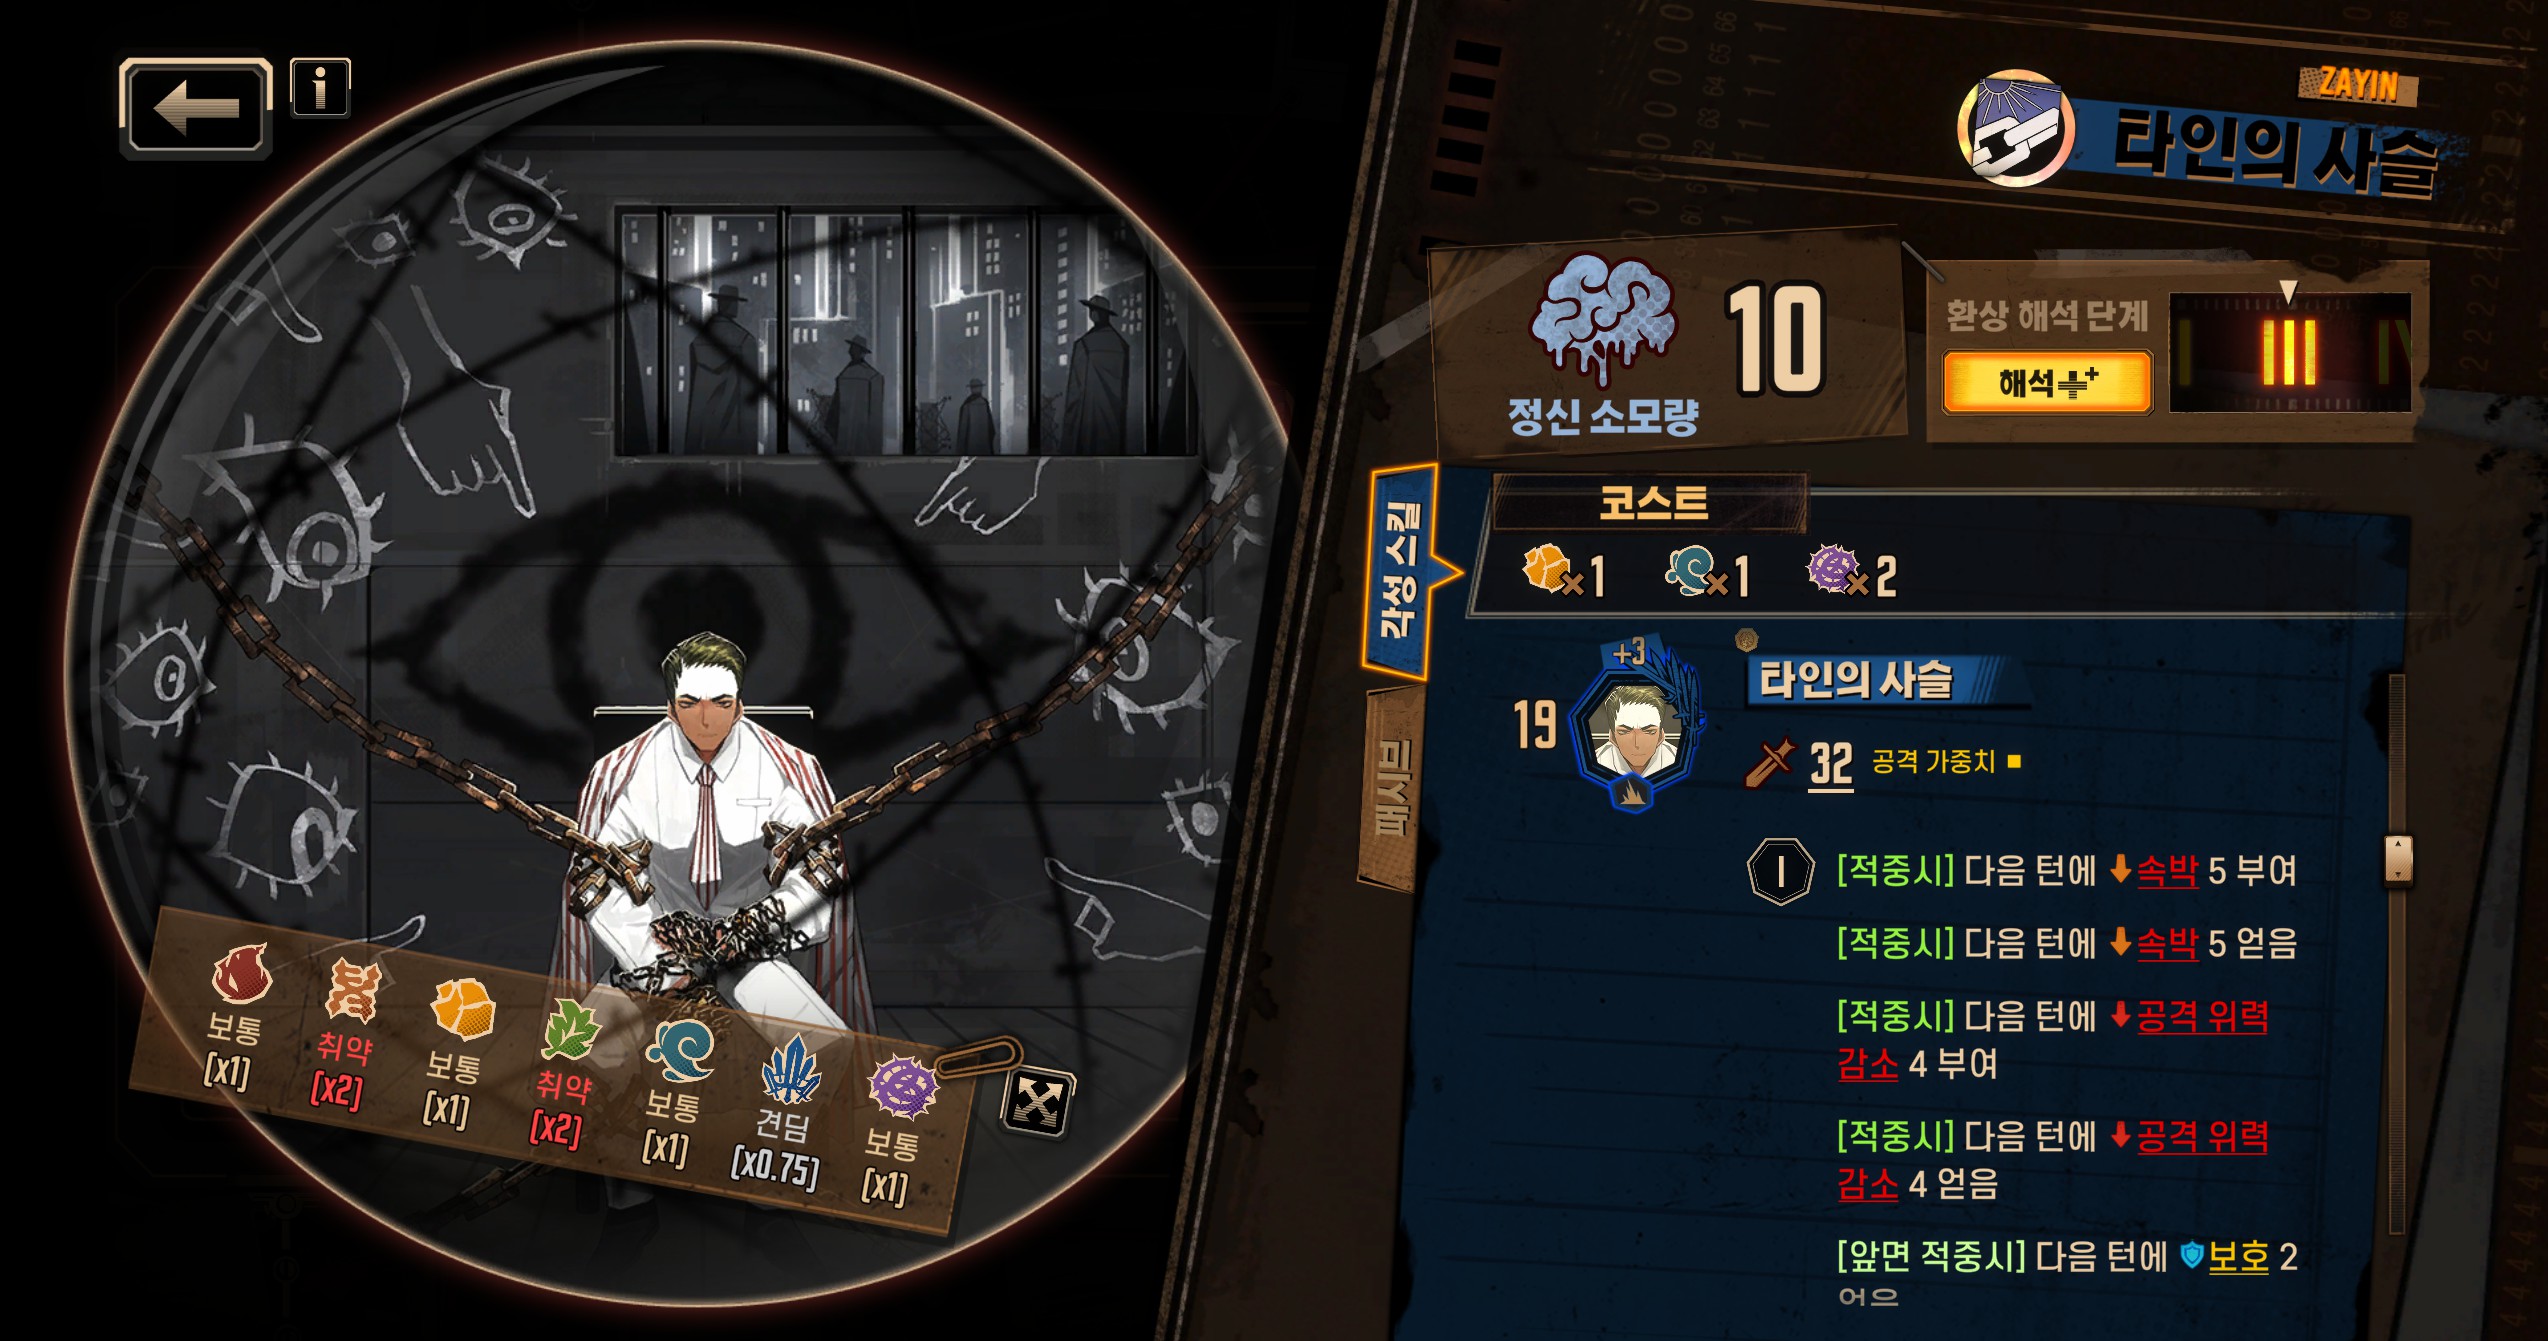 ZAYIN
타인의 사슬
정신 소모량
10
환상 해석 단계
해석
III
IV
각성 스킬
패시브
코스트
×1 ×1 ×2
+3
19
타인의 사슬
32 공격 가중치
I
[적중시] 다음 턴에 속박 5 부여
[적중시] 다음 턴에 속박 5 얻음
[적중시] 다음 턴에 공격 위력
감소 4 부여
[적중시] 다음 턴에 공격 위력
감소 4 얻음
[앞면 적중시] 다음 턴에 보호 2
보통
[x1]
취약
[x2]
보통
[x1]
취약
[x2]
보통
[x1]
견딤
[x0.75]
보통
[x1]